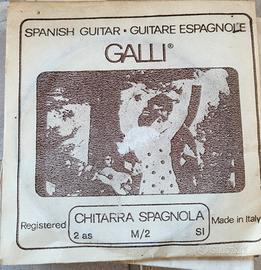 SPANISH GUITAR • GUITARE ESPAGNOLE
GALLI®
Registered
CHITARRA SPAGNOLA
Made in Italy
2 as M/2 SI